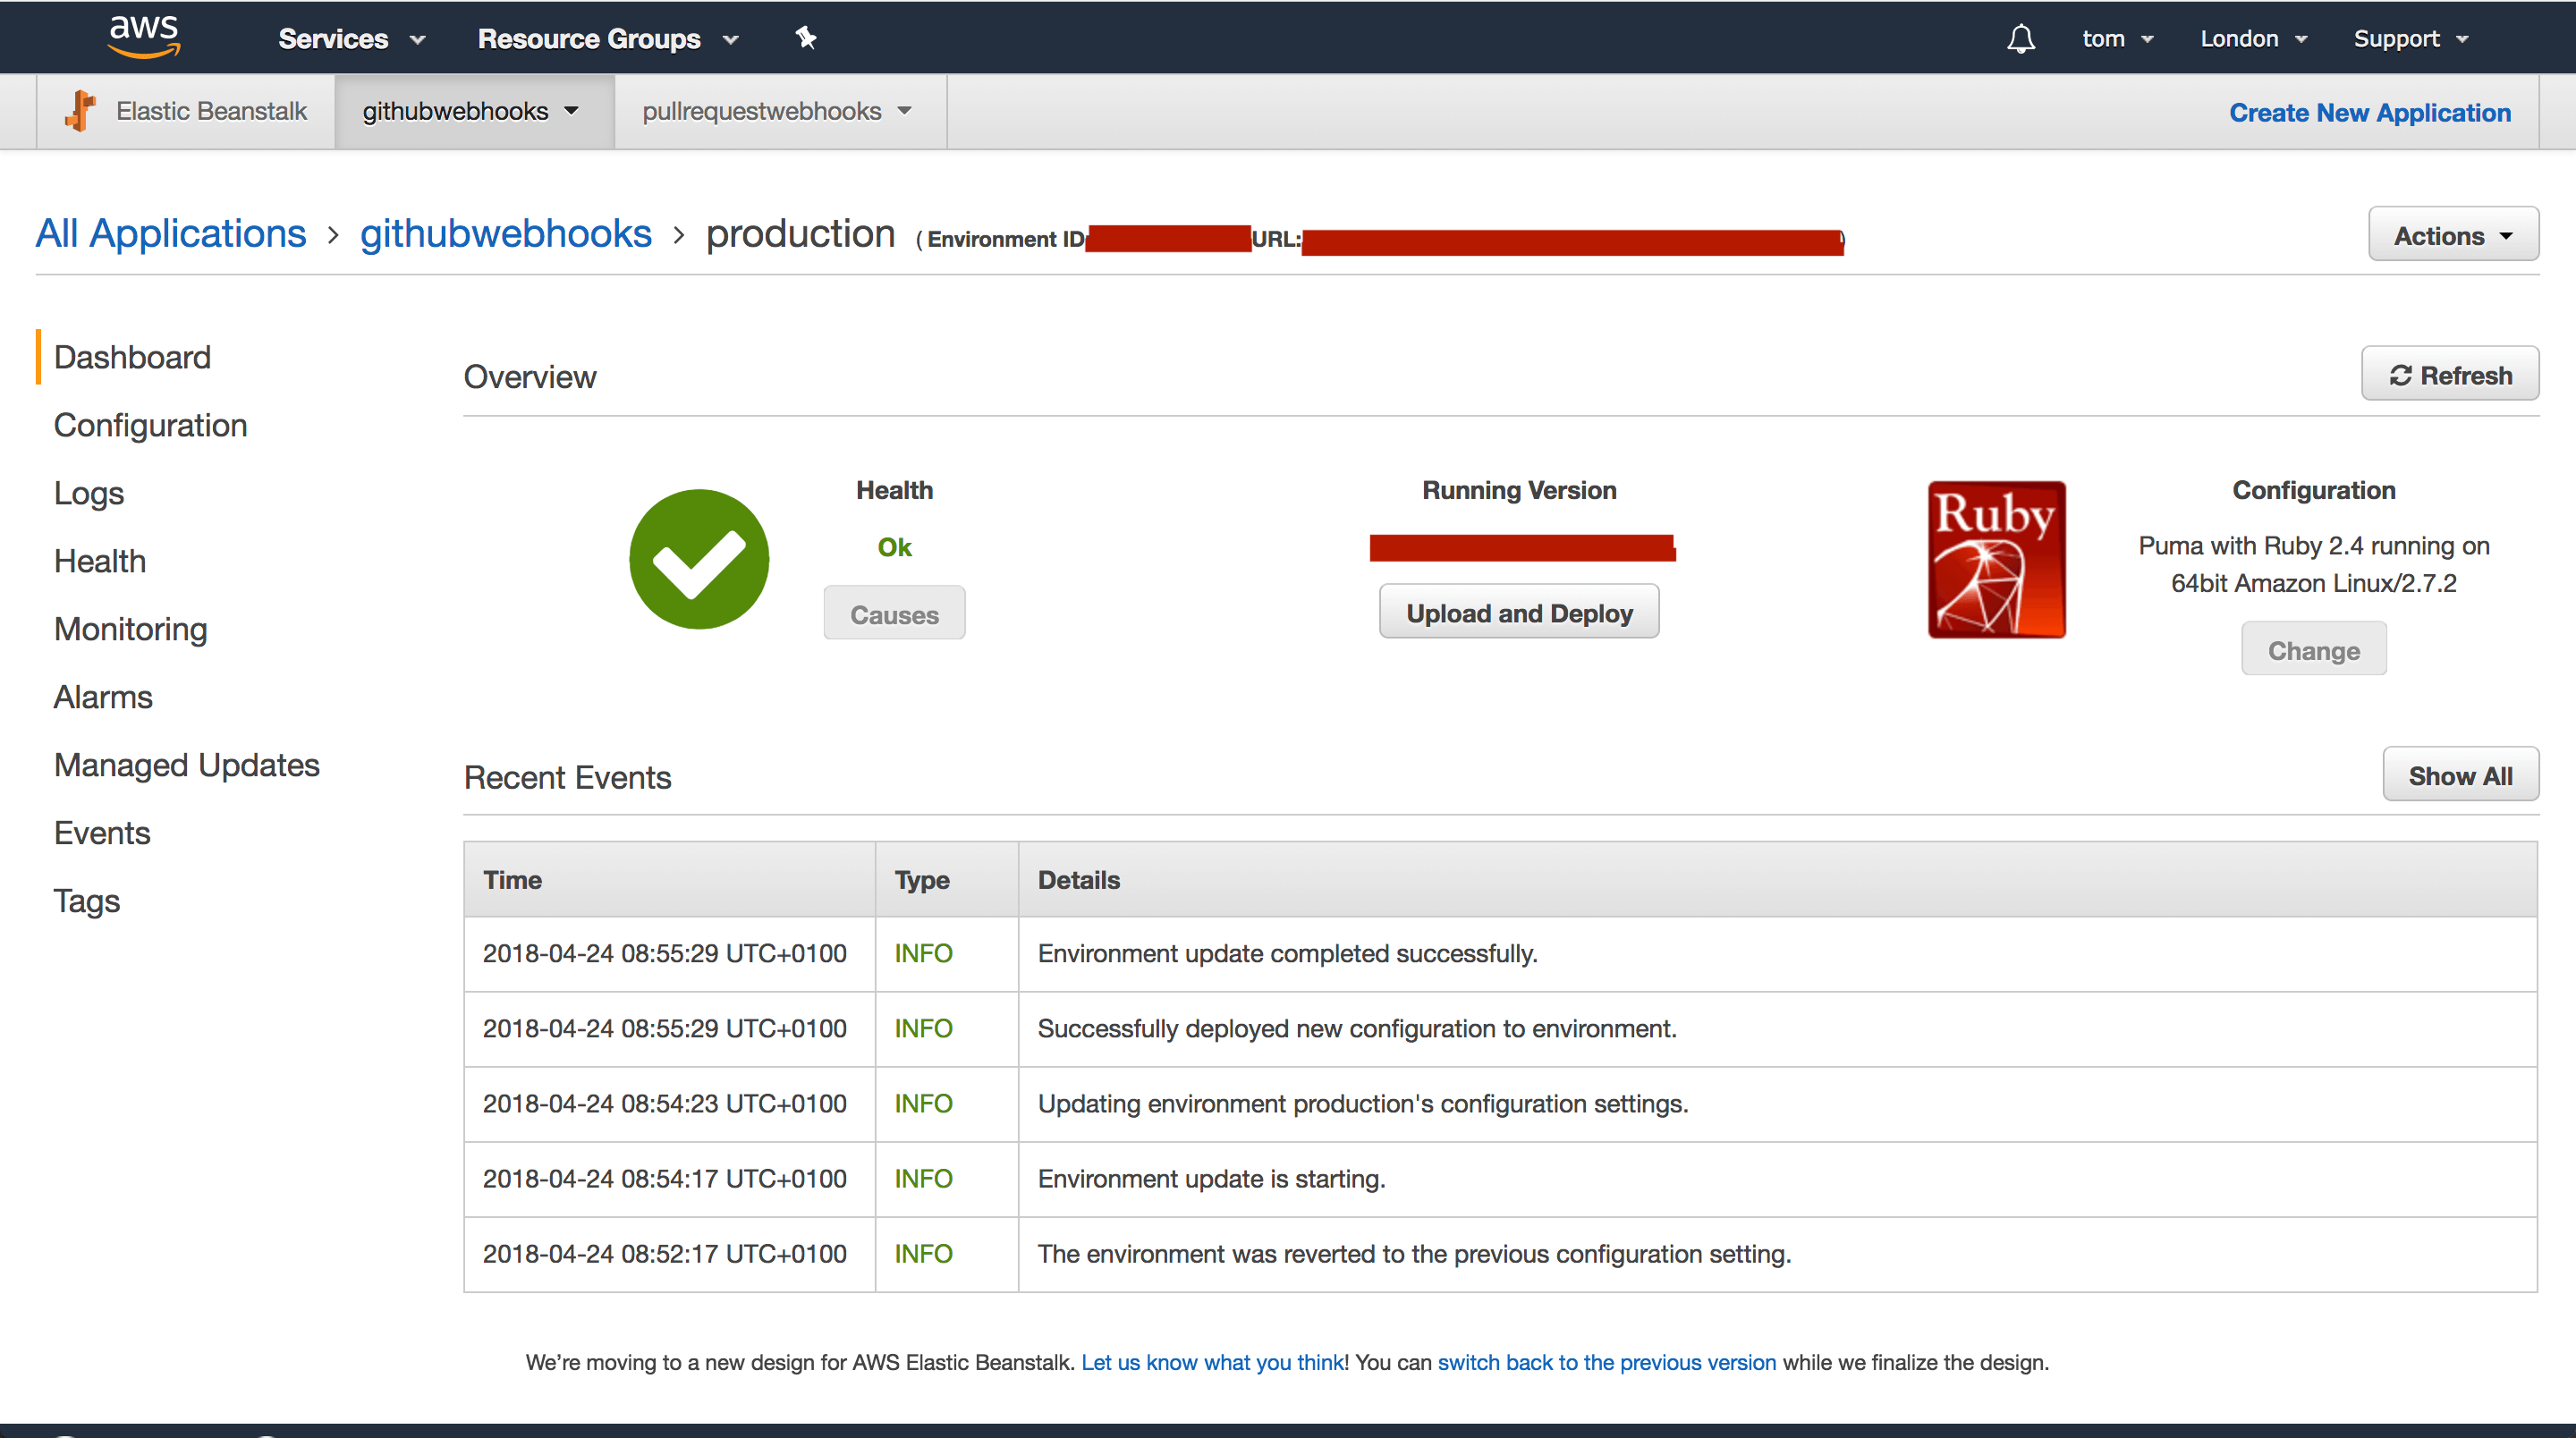 aws Services Resource Groups tom London Support
Elastic Beanstalk githubwebhooks pullrequestwebhooks Create New Application
All Applications > githubwebhooks > production ( Environment ID URL: ) Actions
Dashboard
Configuration
Logs
Health
Monitoring
Alarms
Managed Updates
Events
Tags
Overview Refresh
Health
Ok
Causes
Running Version
Upload and Deploy
Ruby
Configuration
Puma with Ruby 2.4 running on
64bit Amazon Linux/2.7.2
Change
Recent Events Show All
Time Type Details
2018-04-24 08:55:29 UTC+0100 INFO Environment update completed successfully.
2018-04-24 08:55:29 UTC+0100 INFO Successfully deployed new configuration to environment.
2018-04-24 08:54:23 UTC+0100 INFO Updating environment production's configuration settings.
2018-04-24 08:54:17 UTC+0100 INFO Environment update is starting.
2018-04-24 08:52:17 UTC+0100 INFO The environment was reverted to the previous configuration setting.
We’re moving to a new design for AWS Elastic Beanstalk. Let us know what you think! You can switch back to the previous version while we finalize the design.